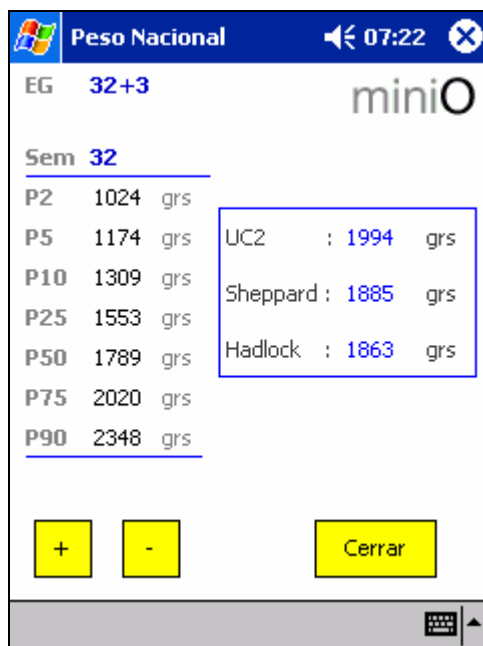 Peso Nacional 07:22
EG 32+3
miniO
Sem 32
P2 1024 grs
P5 1174 grs
P10 1309 grs
P25 1553 grs
P50 1789 grs
P75 2020 grs
P90 2348 grs
UC2 : 1994 grs
Sheppard : 1885 grs
Hadlock : 1863 grs
+ - Cerrar